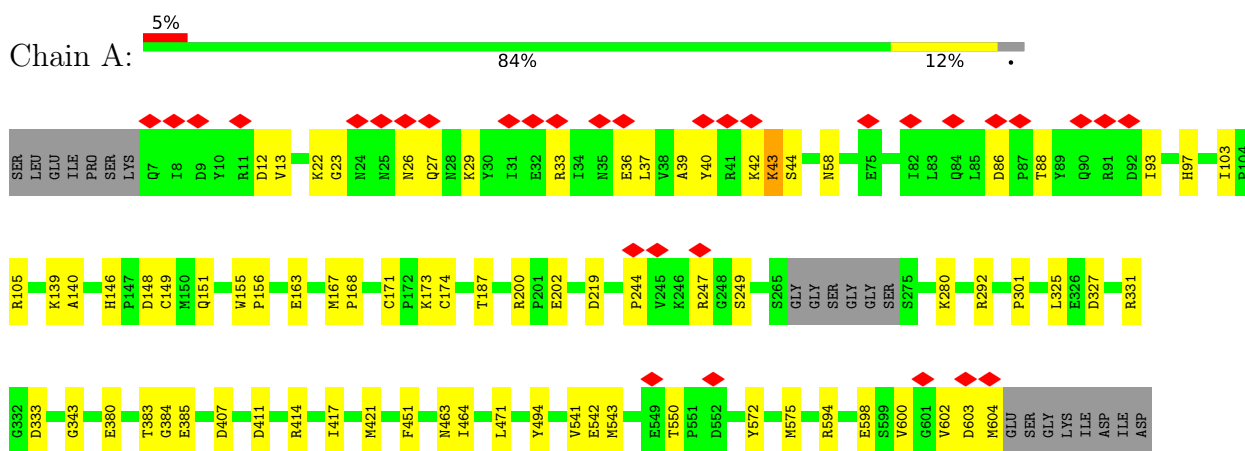 5%
Chain A:
84% 12% •
SER LEU GLU ILE PRO SER LYS Q7 I8 D9 Y10 R11 D12 V13 K22 G23 N24 N25 N26 Q27 N28 K29 Y30 I31 E32 R33 I34 N35 E36 L37 V38 A39 Y40 R41 K42 K43 S44 N58 E75 I82 L83 Q84 L85 D86 P87 T88 Y89 Q90 R91 D92 I93 H97 I103 P104
R105 K139 A140 H146 P147 D148 C149 M150 Q151 W155 P156 E163 M167 P168 C171 P172 K173 C174 T187 R200 P201 E202 D219 P244 V245 K246 R247 G248 S249 S265 GLY GLY SER GLY GLY SER S275 K280 R292 P301 L325 E326 D327 R331
G332 D333 G343 E380 T383 G384 E385 D407 D411 R414 I417 M421 F451 N463 I464 L471 Y494 V541 E542 M543 E549 T550 P551 D552 Y572 M575 R594 E598 S599 V600 G601 V602 D603 M604 GLU SER GLY LYS ILE ASP ILE ASP